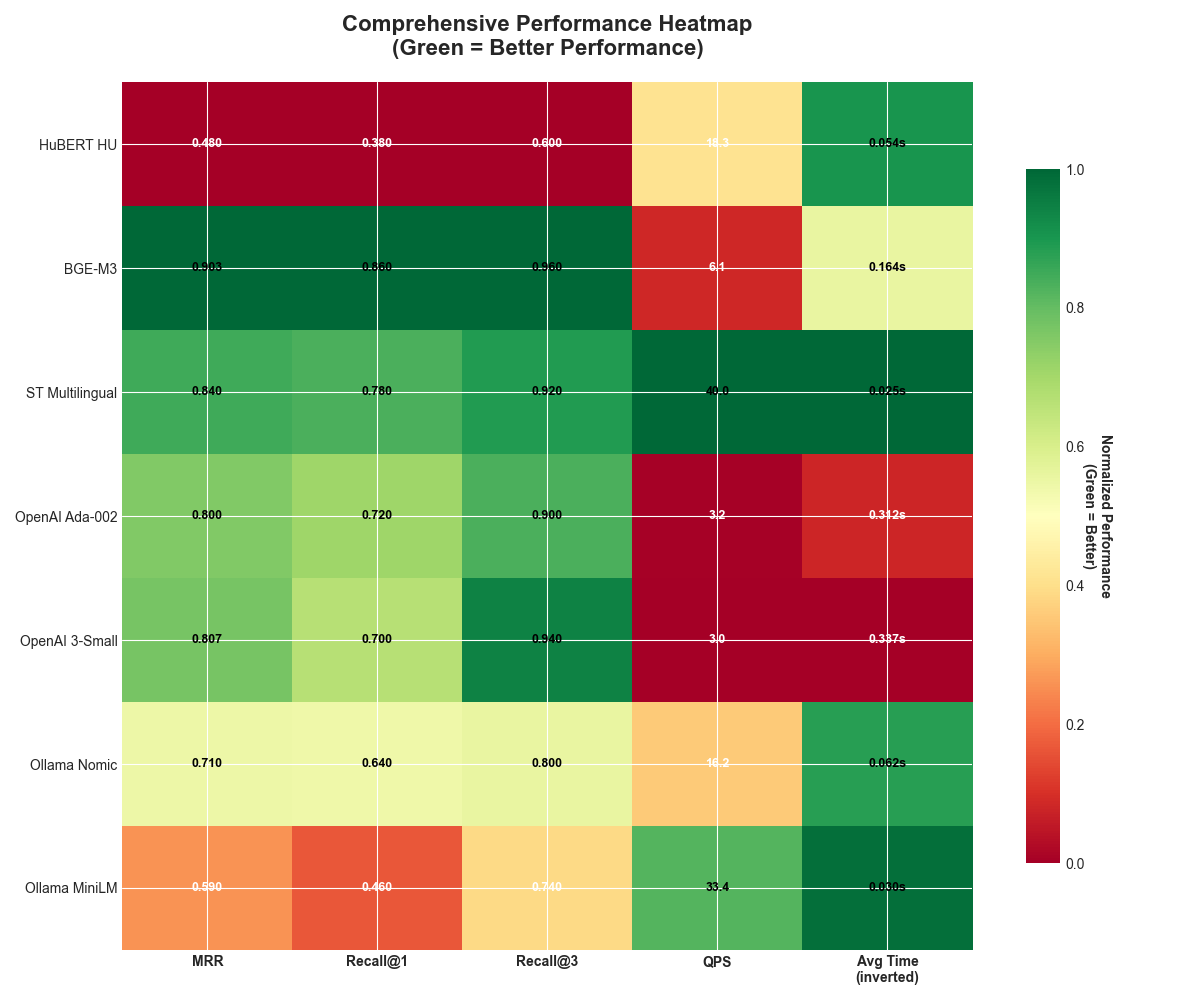 Comprehensive Performance Heatmap
(Green = Better Performance)
HuBERT HU 0.480 0.380 0.600 18.3 0.054s
BGE-M3 0.903 0.860 0.960 6.1 0.164s
ST Multilingual 0.840 0.780 0.920 40.0 0.025s
OpenAI Ada-002 0.800 0.720 0.900 3.2 0.312s
OpenAI 3-Small 0.807 0.700 0.940 3.0 0.337s
Ollama Nomic 0.710 0.640 0.800 16.2 0.062s
Ollama MiniLM 0.590 0.460 0.740 33.4 0.030s
MRR Recall@1 Recall@3 QPS Avg Time
(inverted)
1.0
0.8
0.6
0.4
0.2
0.0
Normalized Performance
(Green = Better)